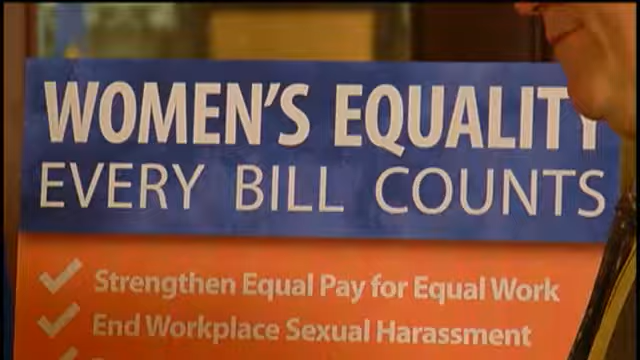 WOMEN'S EQUALITY
EVERY BILL COUNTS
Strengthen Equal Pay for Equal Work
End Workplace Sexual Harassment